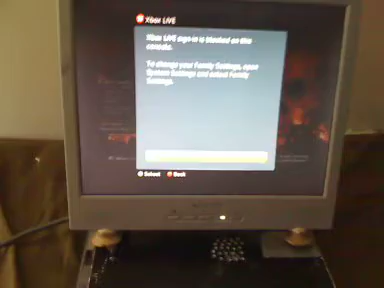 Xbox LIVE
Xbox LIVE sign-in is blocked on this
console.
To change your Family Settings, open
System Settings and select Family
Settings.
Select Back